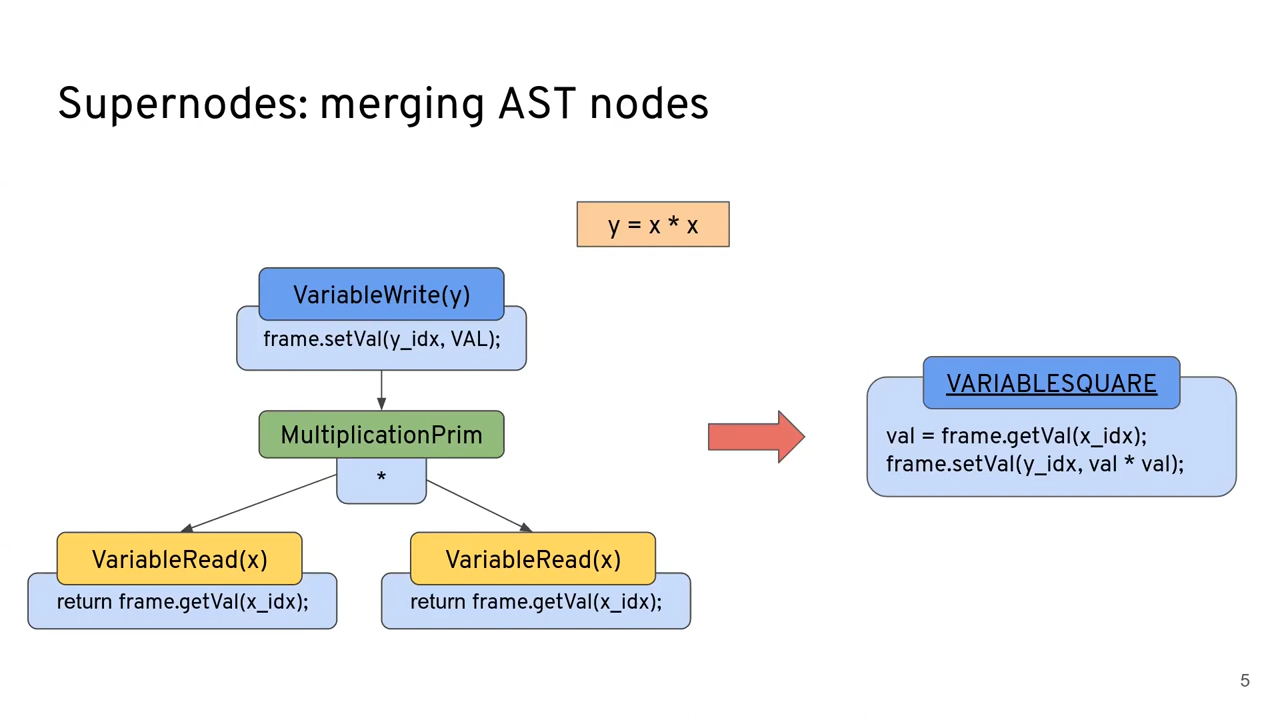 Supernodes: merging AST nodes
y = x * x
VariableWrite(y)
frame.setVal(y_idx, VAL);
MultiplicationPrim
*
VariableRead(x)
return frame.getVal(x_idx);
VariableRead(x)
return frame.getVal(x_idx);
VARIABLESQUARE
val = frame.getVal(x_idx);
frame.setVal(y_idx, val * val);
5